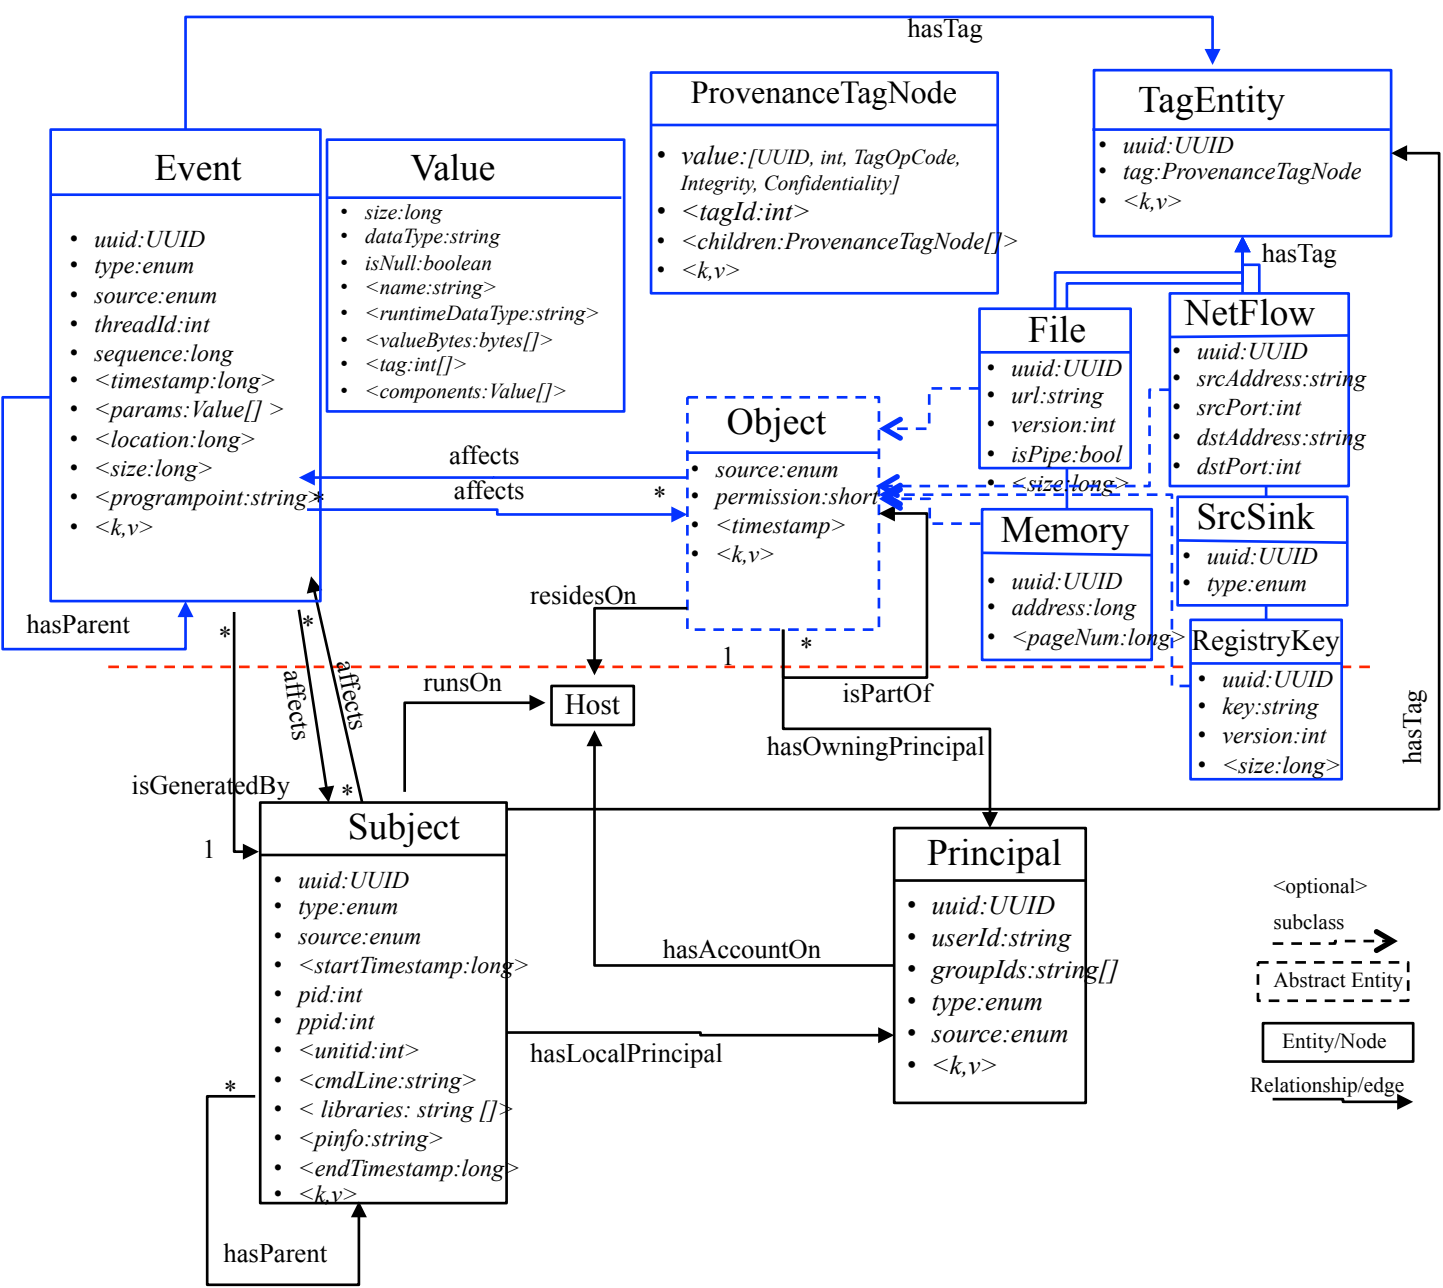 hasTag
Event
• uuid:UUID
• type:enum
• source:enum
• threadId:int
• sequence:long
• <timestamp:long>
• <params:Value[] >
• <location:long>
• <size:long>
• <programpoint:string>
• <k,v>
hasParent
Value
• size:long
• dataType:string
• isNull:boolean
• <name:string>
• <runtimeDataType:string>
• <valueBytes:bytes[]>
• <tag:int[]>
• <components:Value[]>
ProvenanceTagNode
• value:[UUID, int, TagOpCode,
Integrity, Confidentiality]
• <tagId:int>
• <children:ProvenanceTagNode[]>
• <k,v>
TagEntity
• uuid:UUID
• tag:ProvenanceTagNode
• <k,v>
hasTag
File
• uuid:UUID
• url:string
• version:int
• isPipe:bool
• <size:long>
NetFlow
• uuid:UUID
• srcAddress:string
• srcPort:int
• dstAddress:string
• dstPort:int
Object
• source:enum
• permission:short
• <timestamp>
• <k,v>
affects
affects
*
*
Memory
• uuid:UUID
• address:long
• <pageNum:long>
SrcSink
• uuid:UUID
• type:enum
RegistryKey
• uuid:UUID
• key:string
• version:int
• <size:long>
residesOn
*
1
isPartOf
hasOwningPrincipal
*
*
affects
affects
runsOn
Host
hasTag
isGeneratedBy
*
1
Subject
• uuid:UUID
• type:enum
• source:enum
• <startTimestamp:long>
• pid:int
• ppid:int
• <unitid:int>
• <cmdLine:string>
• < libraries: string []>
• <pinfo:string>
• <endTimestamp:long>
• <k,v>
*
hasParent
hasAccountOn
hasLocalPrincipal
Principal
• uuid:UUID
• userId:string
• groupIds:string[]
• type:enum
• source:enum
• <k,v>
<optional>
subclass
Abstract Entity
Entity/Node
Relationship/edge